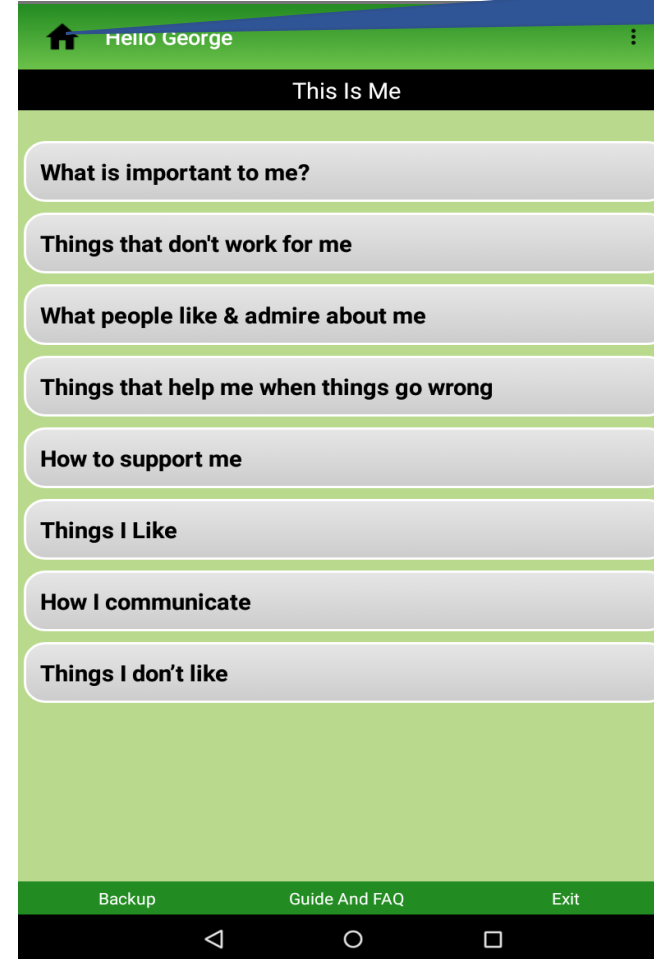 Hello George
This Is Me
What is important to me?
Things that don't work for me
What people like & admire about me
Things that help me when things go wrong
How to support me
Things I Like
How I communicate
Things I don’t like
Backup Guide And FAQ Exit